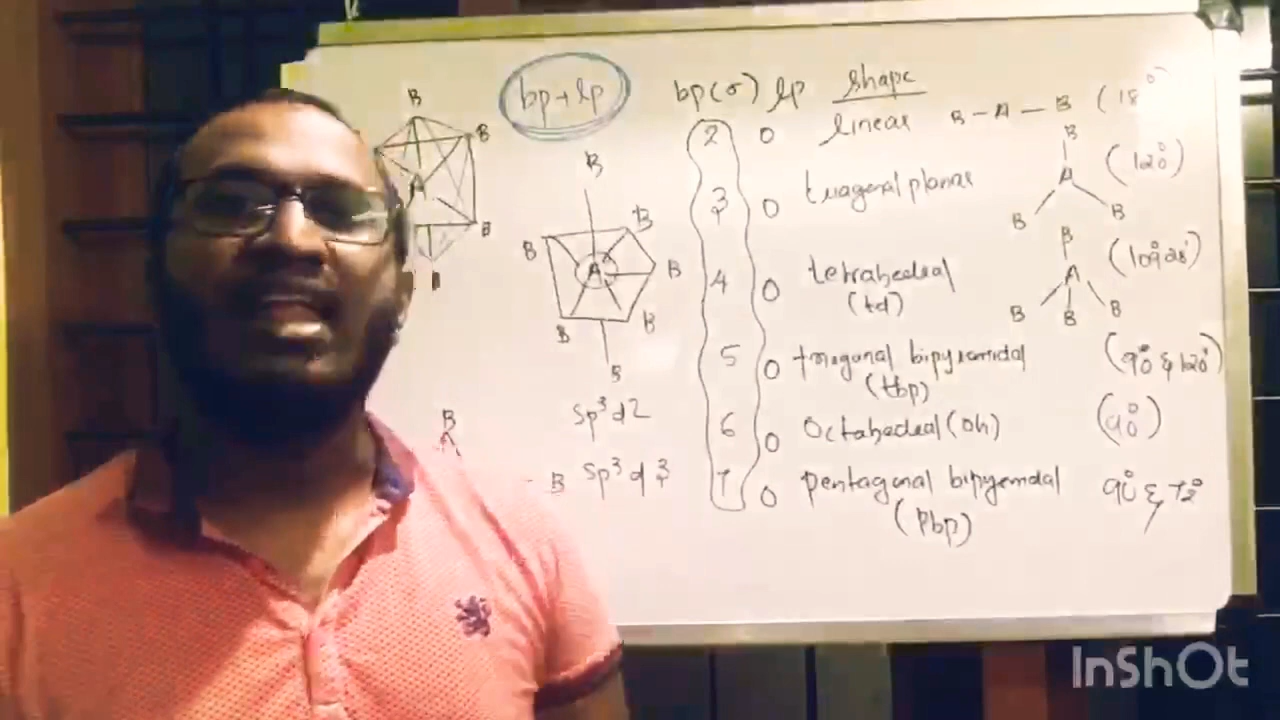 bp+lp
bp(σ) lp shape
2 0 linear B-A-B (180°)
3 0 trigonal planar (120°)
4 0 tetrahedral (109°28')
(td)
5 0 trigonal bipyramidal (90° & 120°)
(tbp)
6 0 Octahedral (Oh) (90°)
7 0 pentagonal bipyramidal 90° & 72°
(Pbp)
B
B
A
B
B
B
B
A
B
B
B
B
sp³d2
B
B sp³d3
B
A
B
B
B
A
B
B
B
InShOt